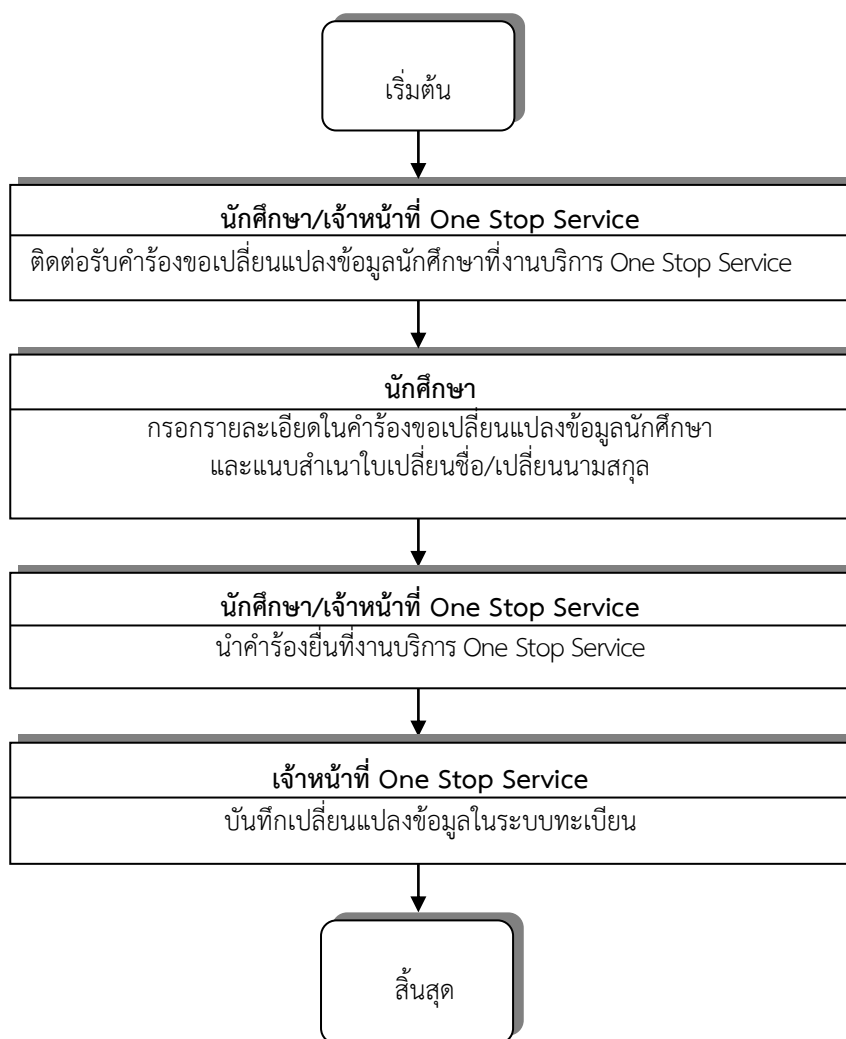 เริ่มต้น
นักศึกษา/เจ้าหน้าที่ One Stop Service
ติดต่อรับคำร้องขอเปลี่ยนแปลงข้อมูลนักศึกษาที่งานบริการ One Stop Service
นักศึกษา
กรอกรายละเอียดในคำร้องขอเปลี่ยนแปลงข้อมูลนักศึกษา
และแนบสำเนาใบเปลี่ยนชื่อ/เปลี่ยนนามสกุล
นักศึกษา/เจ้าหน้าที่ One Stop Service
นำคำร้องยื่นที่งานบริการ One Stop Service
เจ้าหน้าที่ One Stop Service
บันทึกเปลี่ยนแปลงข้อมูลในระบบทะเบียน
สิ้นสุด